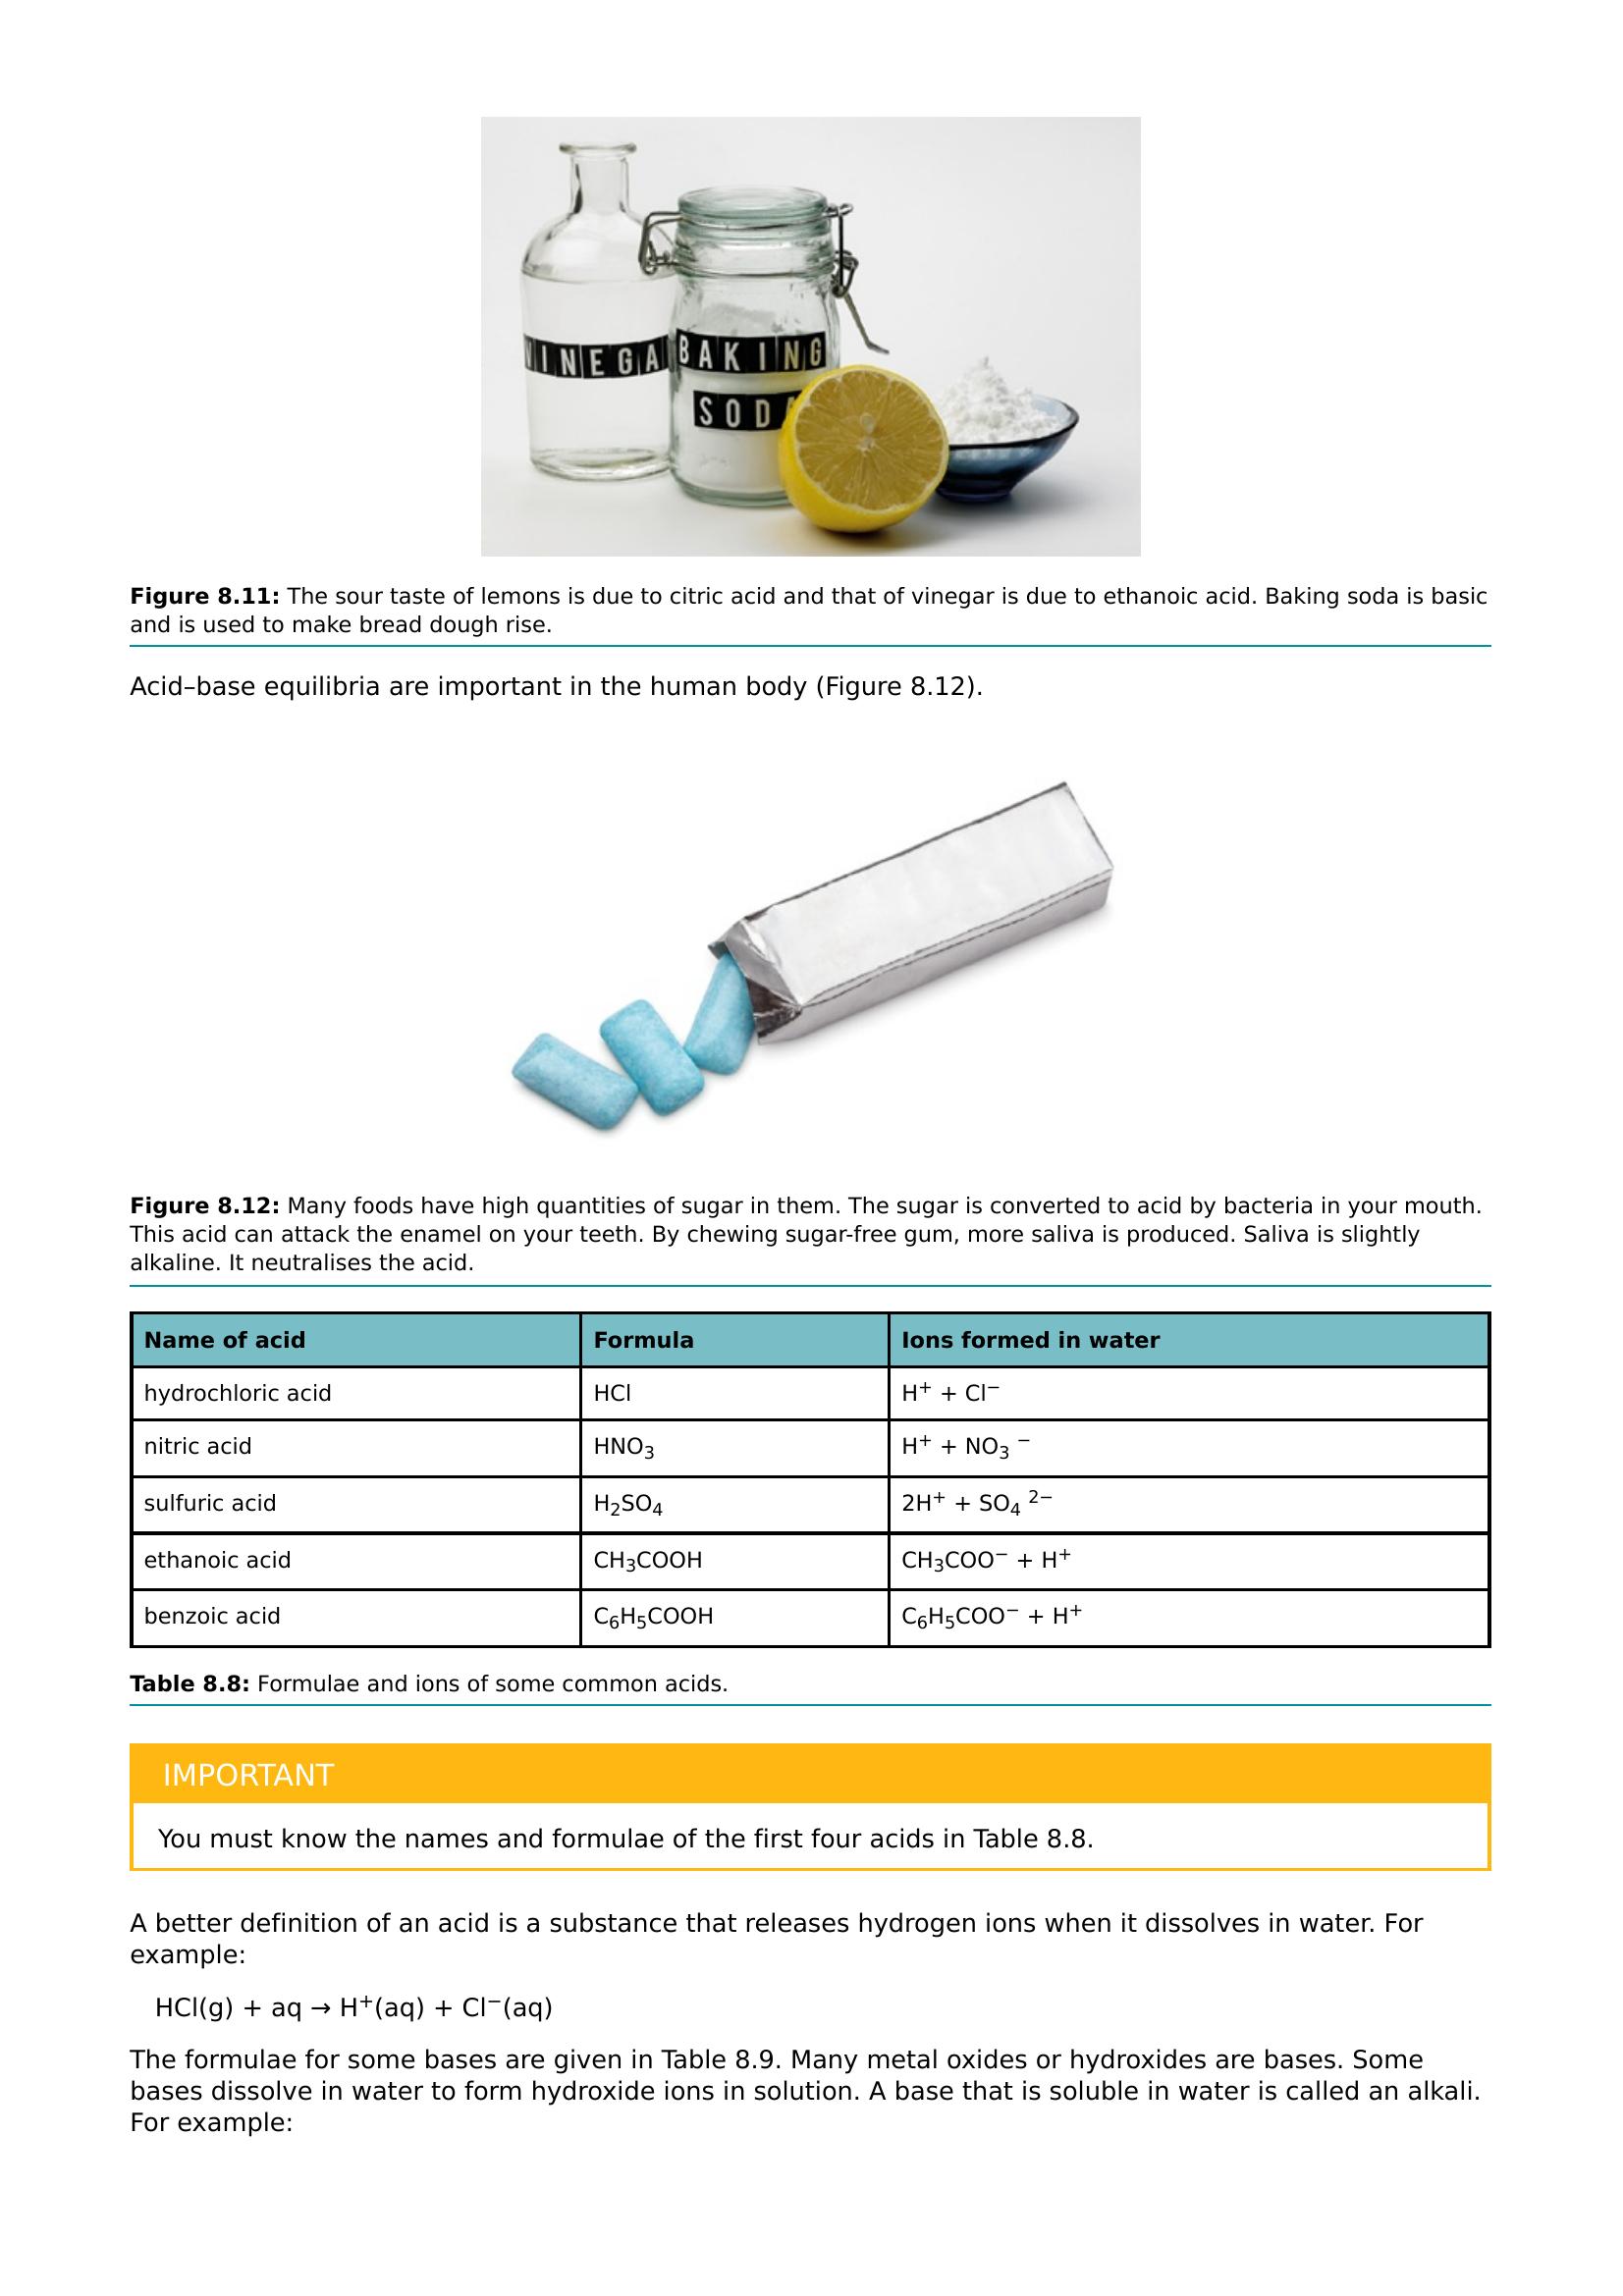 VINEGA
BAKING
SODA
Figure 8.11: The sour taste of lemons is due to citric acid and that of vinegar is due to ethanoic acid. Baking soda is basic
and is used to make bread dough rise.
Acid–base equilibria are important in the human body (Figure 8.12).
Figure 8.12: Many foods have high quantities of sugar in them. The sugar is converted to acid by bacteria in your mouth.
This acid can attack the enamel on your teeth. By chewing sugar-free gum, more saliva is produced. Saliva is slightly
alkaline. It neutralises the acid.
Name of acid Formula Ions formed in water
hydrochloric acid HCl H⁺ + Cl⁻
nitric acid HNO₃ H⁺ + NO₃ ⁻
sulfuric acid H₂SO₄ 2H⁺ + SO₄ ²⁻
ethanoic acid CH₃COOH CH₃COO⁻ + H⁺
benzoic acid C₆H₅COOH C₆H₅COO⁻ + H⁺
Table 8.8: Formulae and ions of some common acids.
IMPORTANT
You must know the names and formulae of the first four acids in Table 8.8.
A better definition of an acid is a substance that releases hydrogen ions when it dissolves in water. For
example:
HCl(g) + aq → H⁺(aq) + Cl⁻(aq)
The formulae for some bases are given in Table 8.9. Many metal oxides or hydroxides are bases. Some
bases dissolve in water to form hydroxide ions in solution. A base that is soluble in water is called an alkali.
For example: